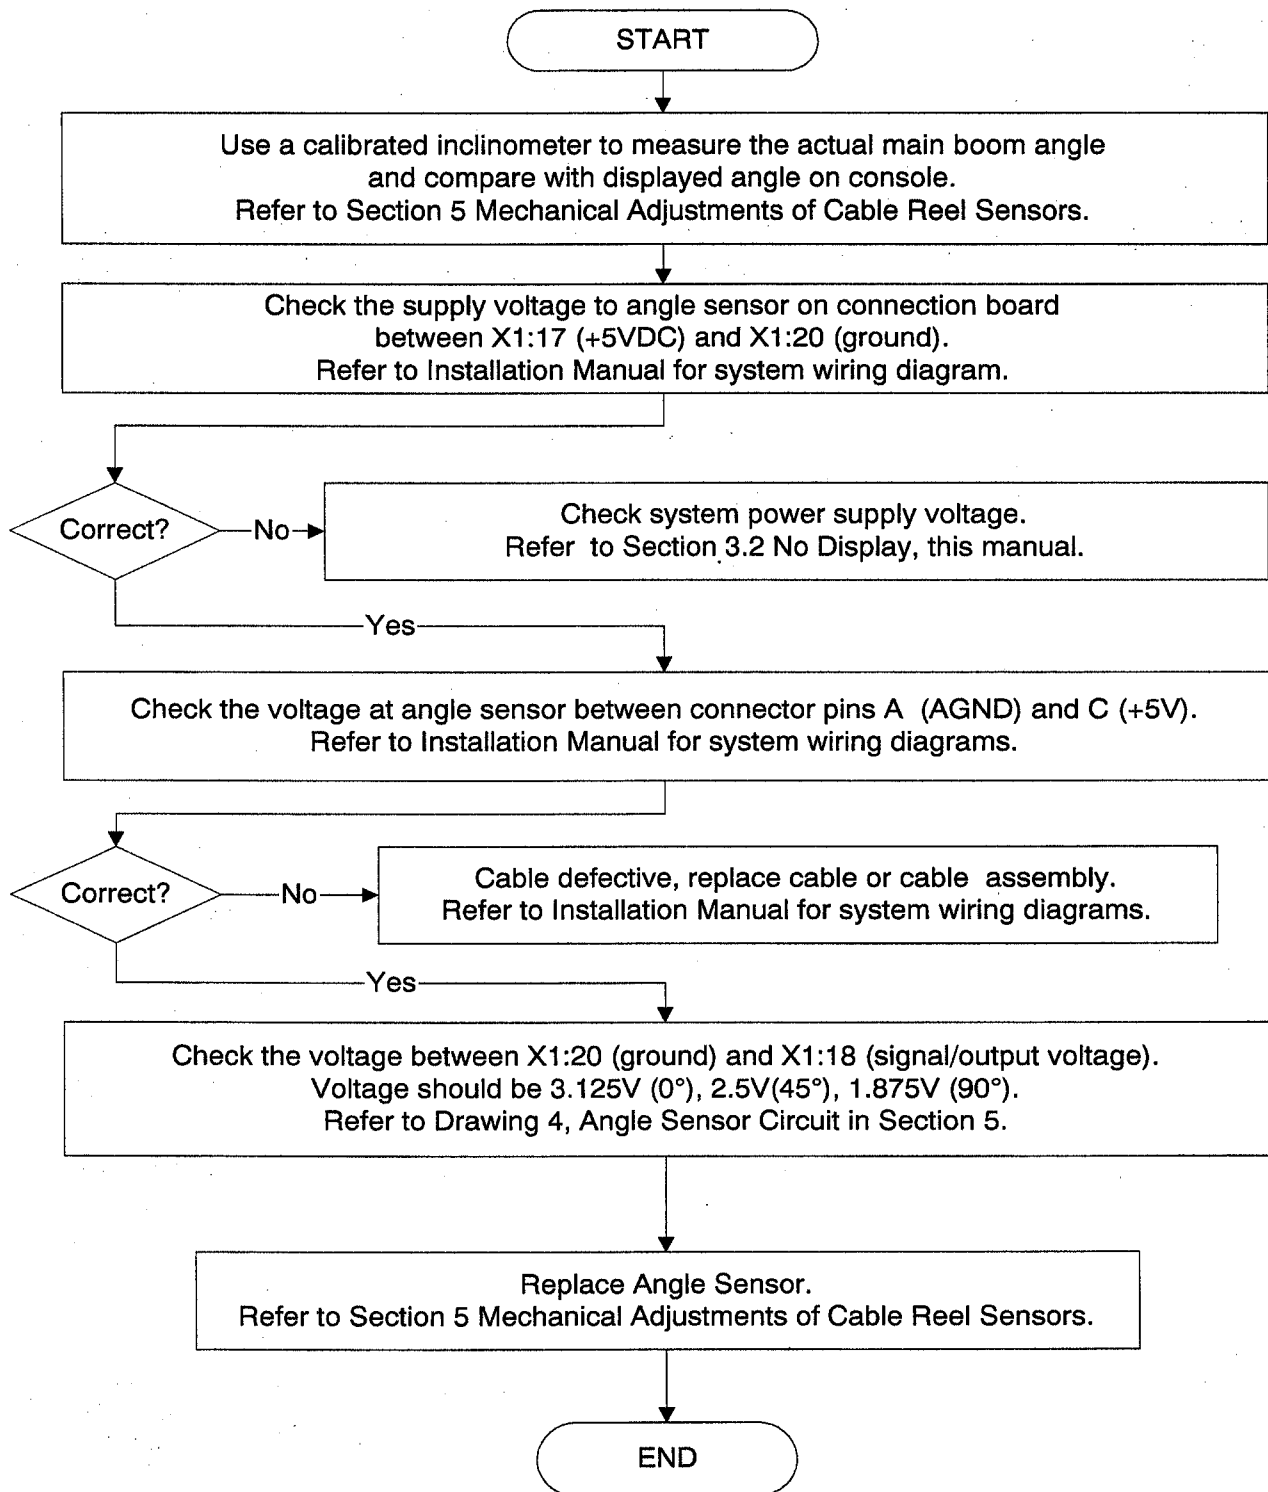 START
Use a calibrated inclinometer to measure the actual main boom angle
and compare with displayed angle on console.
Refer to Section 5 Mechanical Adjustments of Cable Reel Sensors.
Check the supply voltage to angle sensor on connection board
between X1:17 (+5VDC) and X1:20 (ground).
Refer to Installation Manual for system wiring diagram.
Correct?
No
Check system power supply voltage.
Refer to Section 3.2 No Display, this manual.
Yes
Check the voltage at angle sensor between connector pins A (AGND) and C (+5V).
Refer to Installation Manual for system wiring diagrams.
Correct?
No
Cable defective, replace cable or cable assembly.
Refer to Installation Manual for system wiring diagrams.
Yes
Check the voltage between X1:20 (ground) and X1:18 (signal/output voltage).
Voltage should be 3.125V (0°), 2.5V(45°), 1.875V (90°).
Refer to Drawing 4, Angle Sensor Circuit in Section 5.
Replace Angle Sensor.
Refer to Section 5 Mechanical Adjustments of Cable Reel Sensors.
END